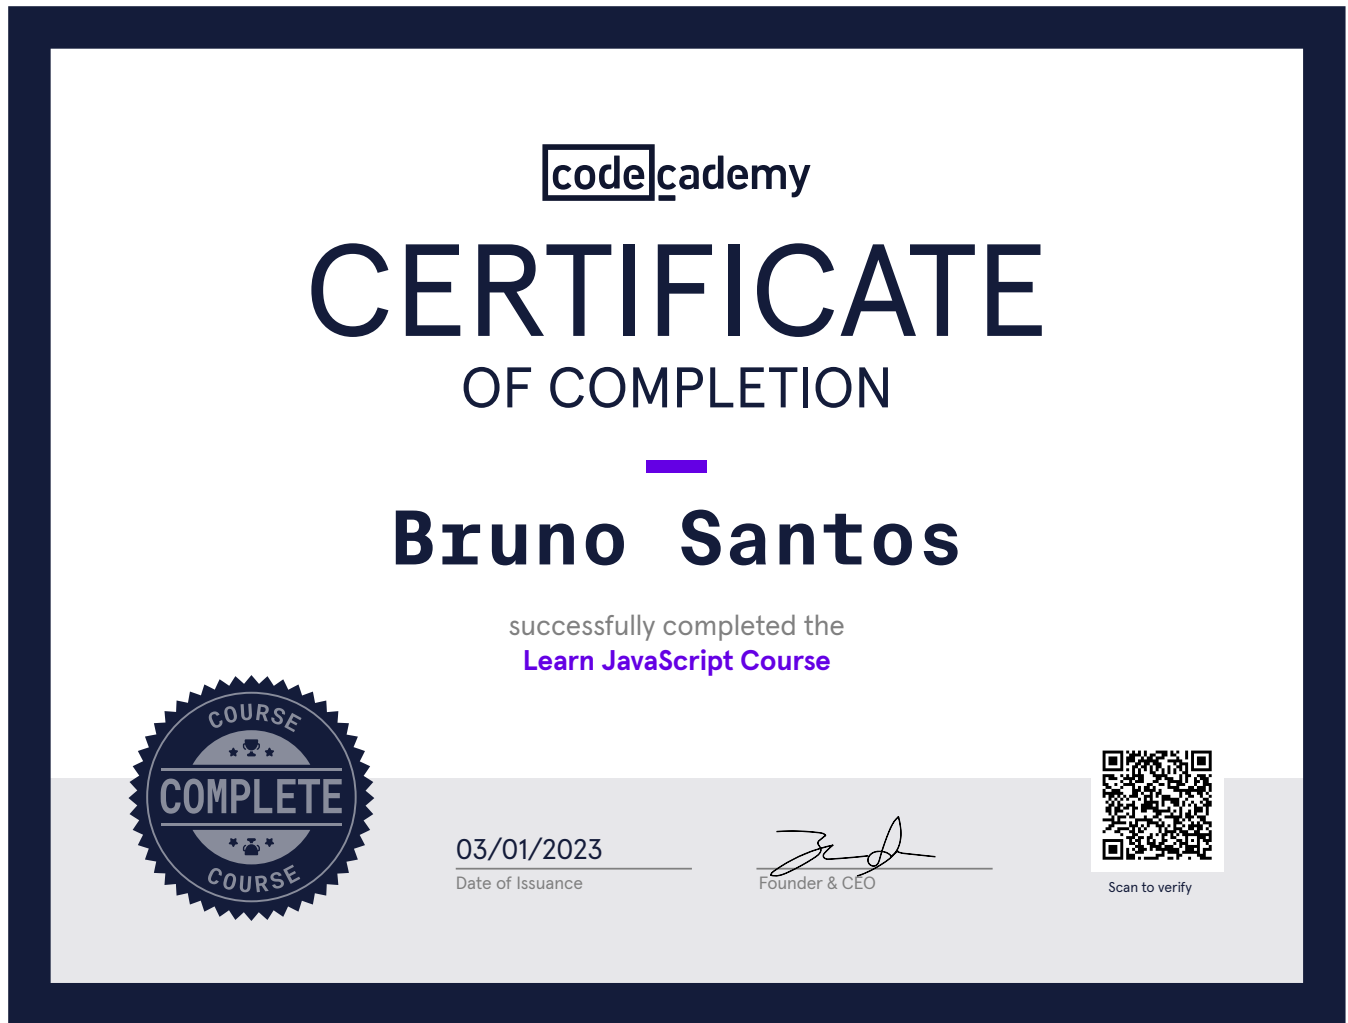 codecademy
CERTIFICATE
OF COMPLETION
Bruno Santos
successfully completed the
Learn JavaScript Course
COURSE
COMPLETE
COURSE
03/01/2023
Date of Issuance
Founder & CEO
Scan to verify